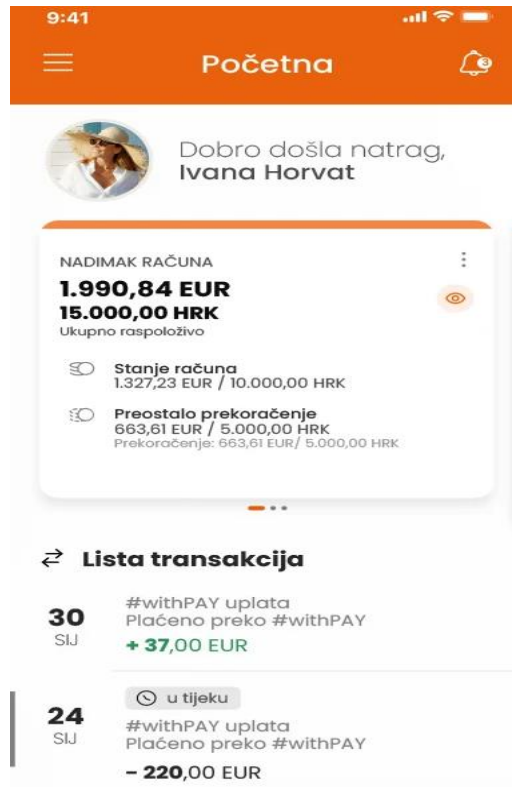 9:41
Početna
3
Dobro došla natrag,
Ivana Horvat
NADIMAK RAČUNA
1.990,84 EUR
15.000,00 HRK
Ukupno raspoloživo
Stanje računa
1.327,23 EUR / 10.000,00 HRK
Preostalo prekoračenje
663,61 EUR / 5.000,00 HRK
Prekoračenje: 663,61 EUR/ 5.000,00 HRK
Lista transakcija
30
SIJ
#withPAY uplata
Plaćeno preko #withPAY
+ 37,00 EUR
u tijeku
24
SIJ
#withPAY uplata
Plaćeno preko #withPAY
– 220,00 EUR